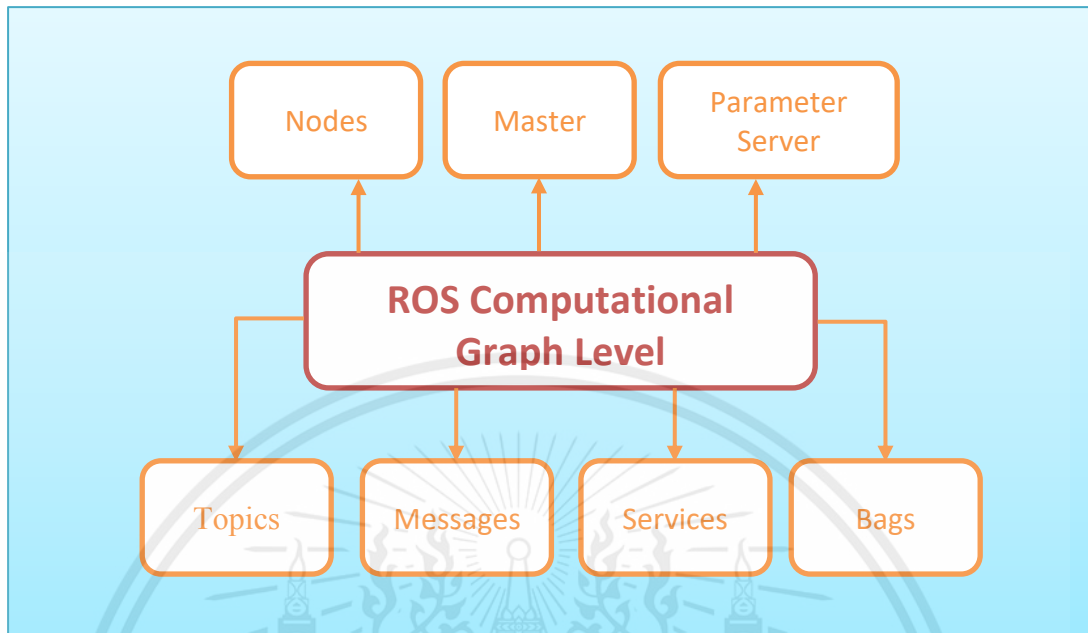 Nodes
Master
Parameter
Server
ROS Computational
Graph Level
Topics
Messages
Services
Bags